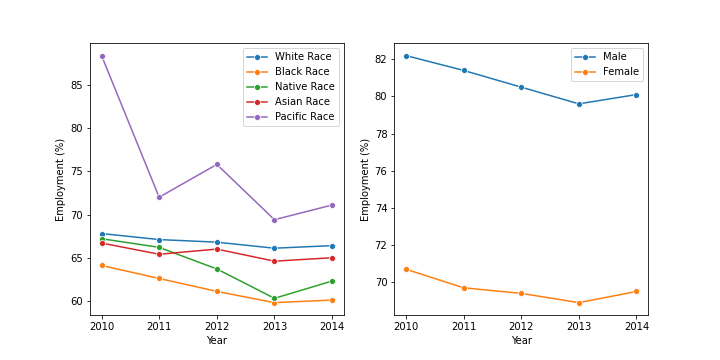 85
80
75
70
65
60
Employment (%)
2010 2011 2012 2013 2014
Year
White Race
Black Race
Native Race
Asian Race
Pacific Race
82
80
78
76
74
72
70
Employment (%)
2010 2011 2012 2013 2014
Year
Male
Female